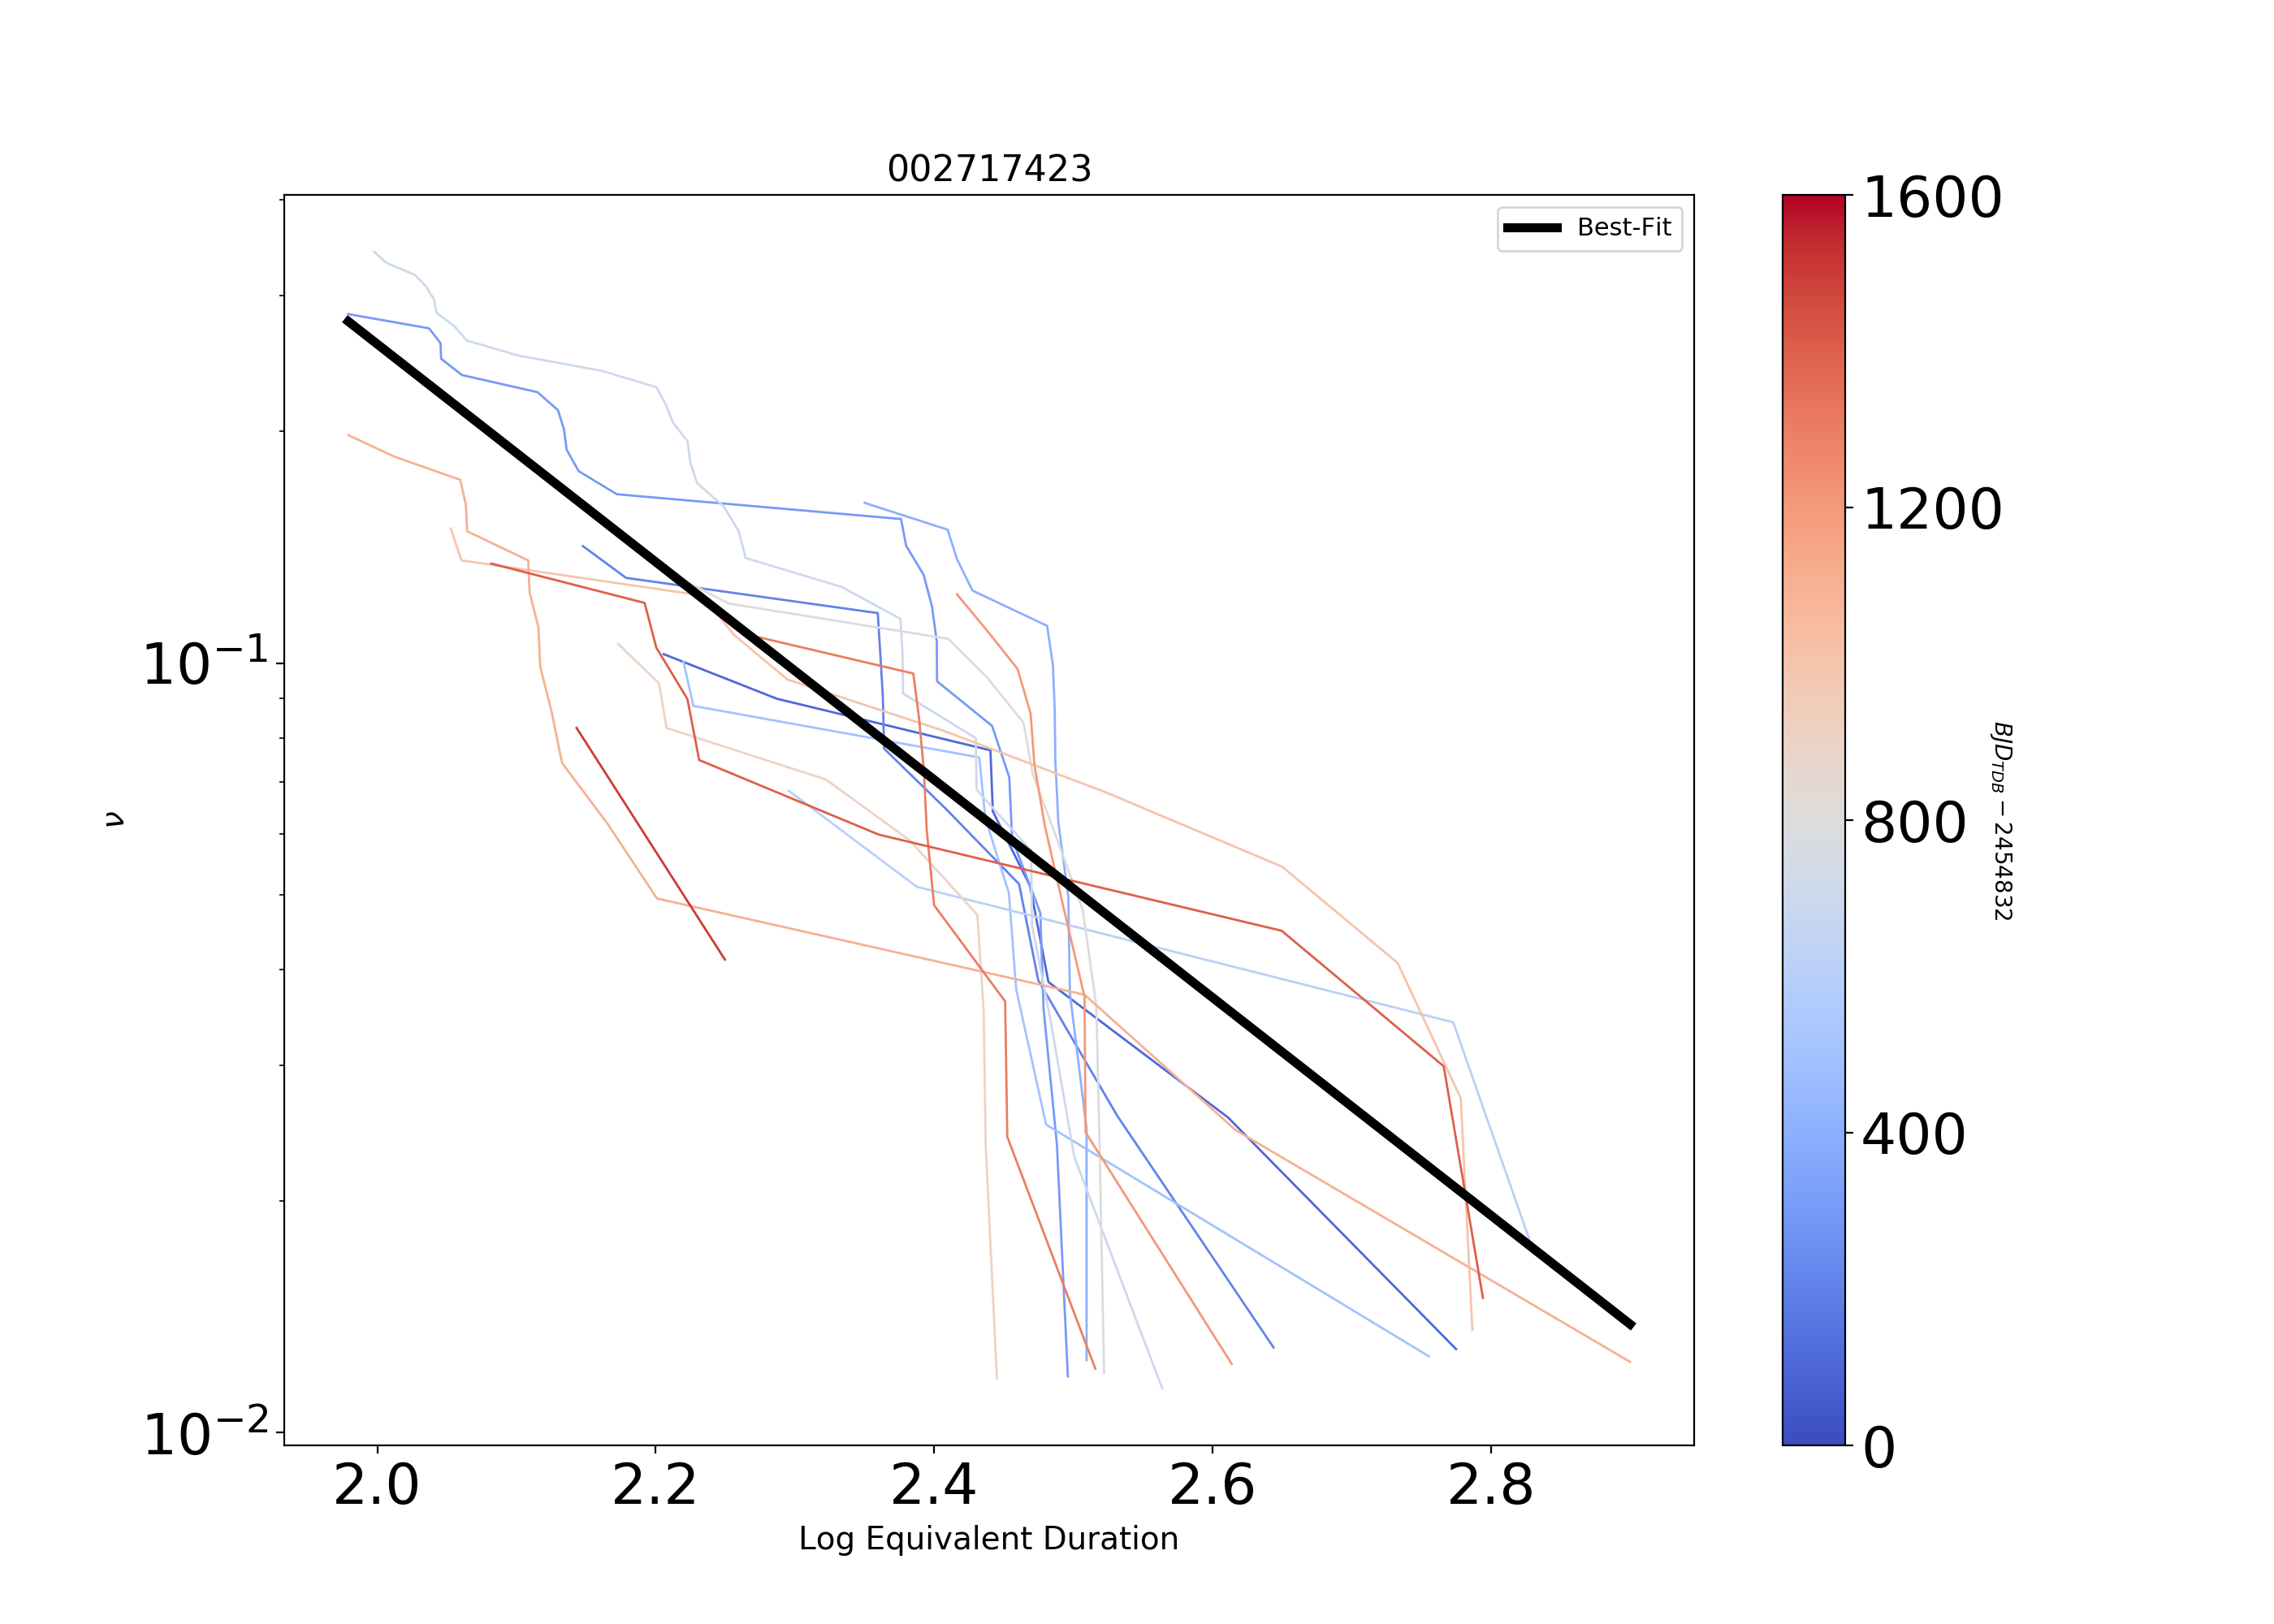 002717423
Best-Fit
10⁻¹
10⁻²
ν
2.0 2.2 2.4 2.6 2.8
Log Equivalent Duration
1600
1200
800
400
0
BJD_TDB − 2454832